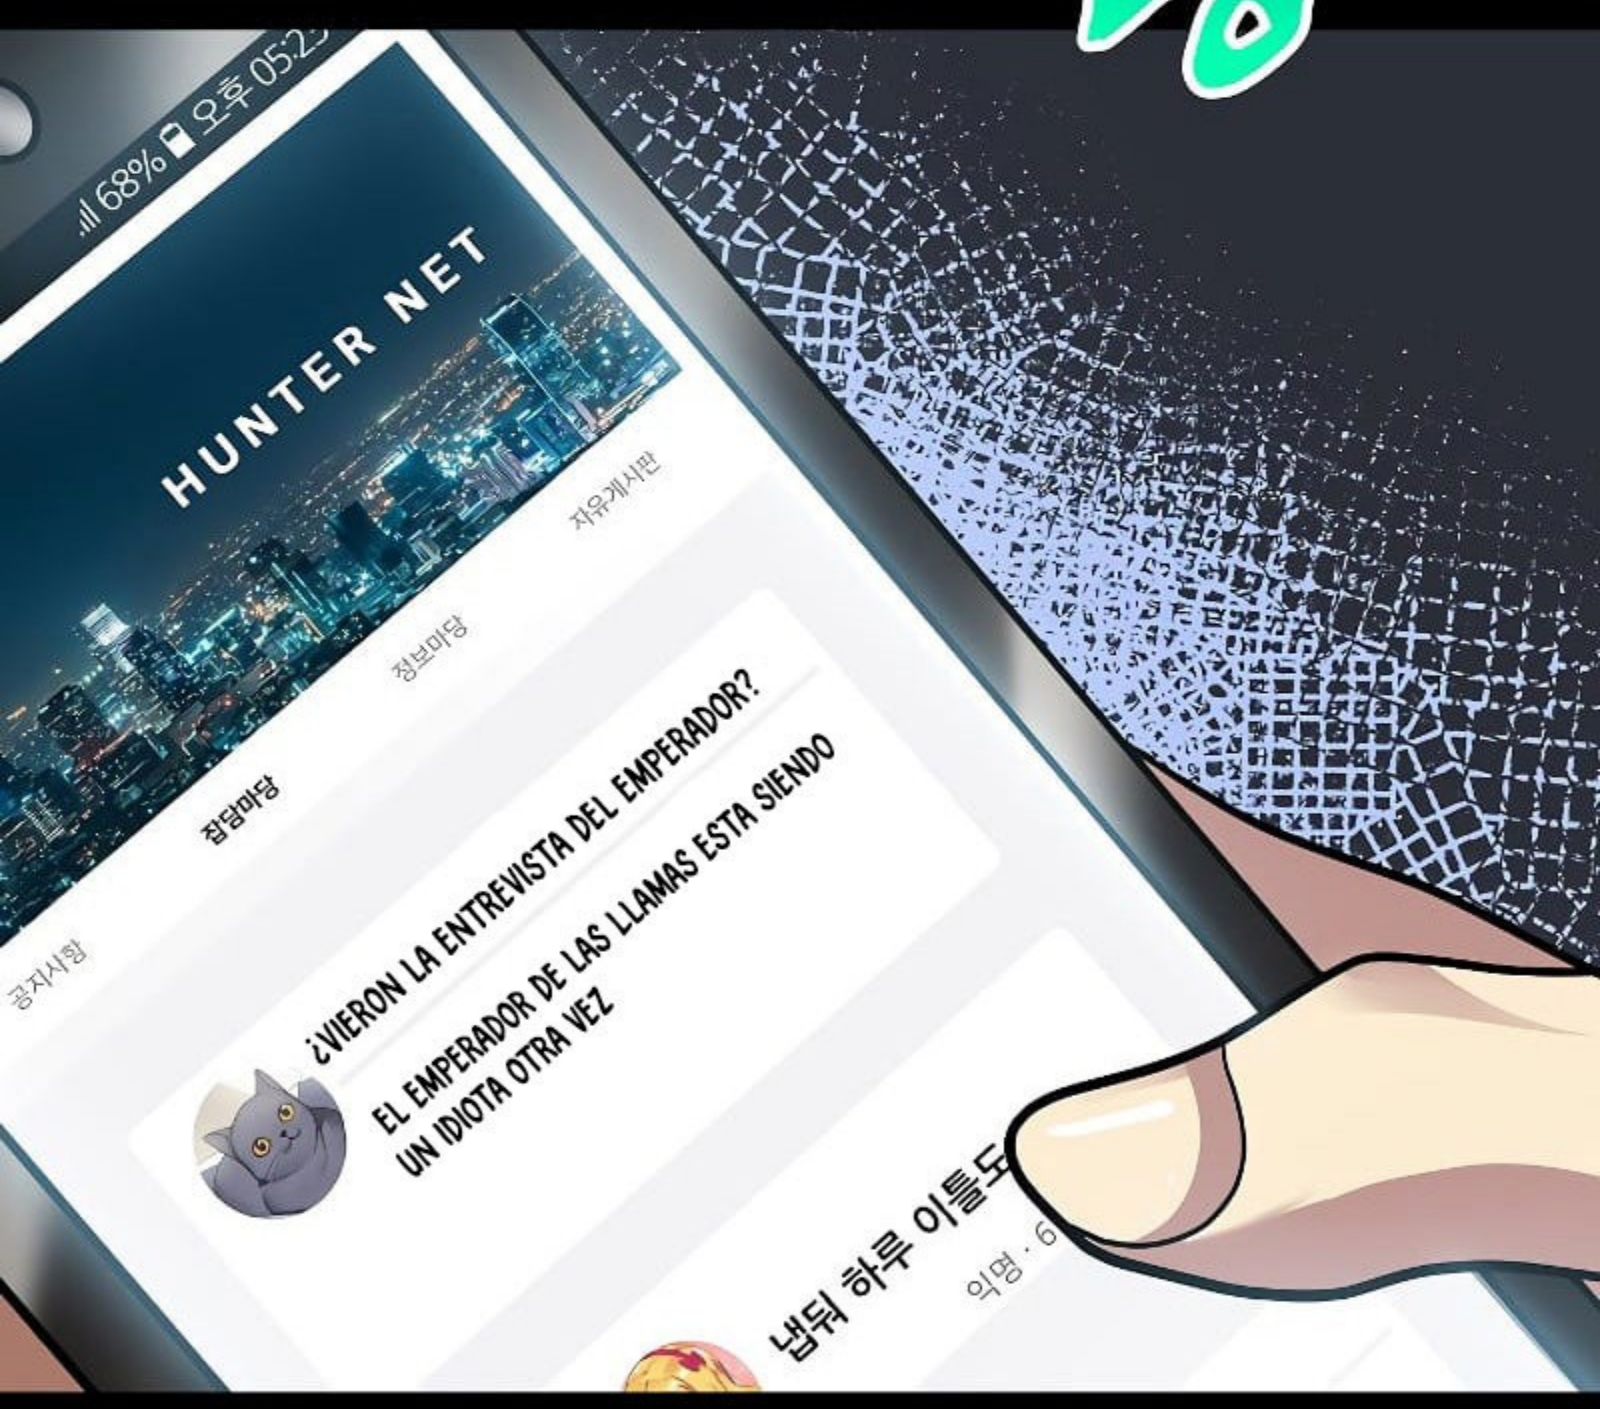 68% 오후 05:2
HUNTER NET
공지사항
잡담마당
정보마당
자유게시판
¿VIERON LA ENTREVISTA DEL EMPERADOR?
EL EMPERADOR DE LAS LLAMAS ESTA SIENDO
UN IDIOTA OTRA VEZ
냅둬 하루 이틀도
익명 · 6